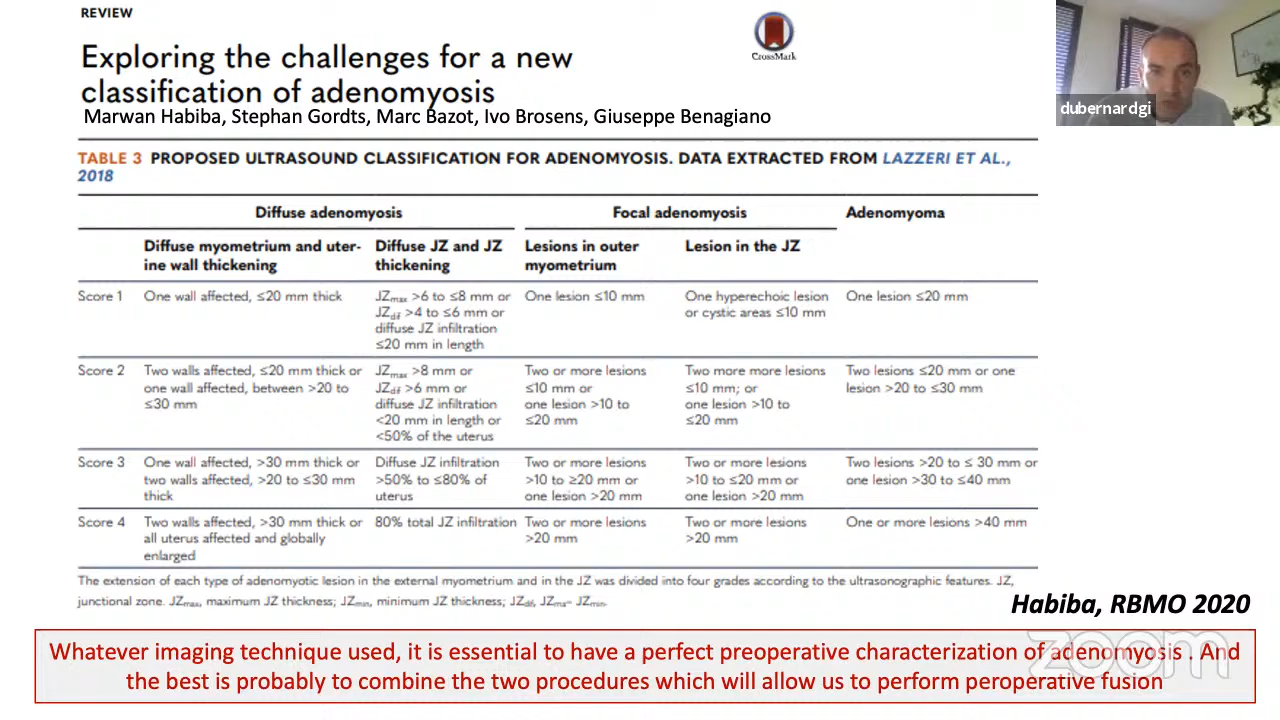 REVIEW
CrossMark
Exploring the challenges for a new
classification of adenomyosis
Marwan Habiba, Stephan Gordts, Marc Bazot, Ivo Brosens, Giuseppe Benagiano
dubernardgi
TABLE 3 PROPOSED ULTRASOUND CLASSIFICATION FOR ADENOMYOSIS. DATA EXTRACTED FROM LAZZERI ET AL.,
2018
Diffuse adenomyosis Focal adenomyosis Adenomyoma
Diffuse myometrium and uter-
ine wall thickening
Diffuse JZ and JZ
thickening
Lesions in outer
myometrium
Lesion in the JZ
Score 1
One wall affected, ≤20 mm thick
JZmax >6 to ≤8 mm or
JZdif >4 to ≤6 mm or
diffuse JZ infiltration
≤20 mm in length
One lesion ≤10 mm
One hyperechoic lesion
or cystic areas ≤10 mm
One lesion ≤20 mm
Score 2
Two walls affected, ≤20 mm thick or
one wall affected, between >20 to
≤30 mm
JZmax >8 mm or
JZdif >6 mm or
diffuse JZ infiltration
<20 mm in length or
<50% of the uterus
Two or more lesions
≤10 mm or
one lesion >10 to
≤20 mm
Two more more lesions
≤10 mm; or
one lesion >10 to
≤20 mm
Two lesions ≤20 mm or one
lesion >20 to ≤30 mm
Score 3
One wall affected, >30 mm thick or
two walls affected, >20 to ≤30 mm
thick
Diffuse JZ infiltration
>50% to ≤80% of
uterus
Two or more lesions
>10 to ≥20 mm or
one lesion >20 mm
Two or more lesions
>10 to ≤20 mm or
one lesion >20 mm
Two lesions >20 to ≤ 30 mm or
one lesion >30 to ≤40 mm
Score 4
Two walls affected, >30 mm thick or
all uterus affected and globally
enlarged
80% total JZ infiltration
Two or more lesions
>20 mm
Two or more lesions
>20 mm
One or more lesions >40 mm
The extension of each type of adenomyotic lesion in the external myometrium and in the JZ was divided into four grades according to the ultrasonographic features. JZ,
junctional zone. JZmax, maximum JZ thickness; JZmin, minimum JZ thickness; JZdif, JZmax- JZmin.
Habiba, RBMO 2020
zoom
Whatever imaging technique used, it is essential to have a perfect preoperative characterization of adenomyosis . And
the best is probably to combine the two procedures which will allow us to perform peroperative fusion